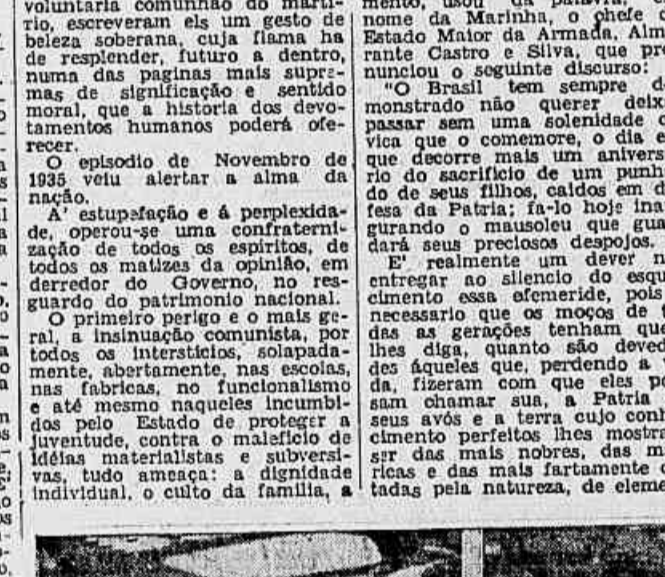 voluntaria comunhão do marti-
rio, escreveram eis um gesto de
beleza soberana, cuja flama ha
de resplender, futuro a dentro,
numa das paginas mais supre-
mas de significação e sentido
moral, que a historia dos devo-
tamentos humanos poderá ofe-
recer.
O episodio de Novembro de
1935 veiu alertar a alma da
nação.
A' estupefação e á perplexida-
de, operou-se uma confraterni-
zação de todos os espiritos, de
todos os matizes da opinião, em
derredor do Governo, no res-
guardo do patrimonio nacional.
O primeiro perigo e o mais ge-
ral, a insinuação comunista, por
todos os intersticios, solapada-
mente, abertamente, nas escolas,
nas fabricas, no funcionalismo
e até mesmo naqueles incumbi-
dos pelo Estado de proteger a
juventude, contra o maleficio de
idéias materialistas e subversi-
vas, tudo ameaça: a dignidade
individual, o culto da familia, a
mento, usou da palavra,
nome da Marinha, o chefe
Estado Maior da Armada, Almi
rante Castro e Silva, que pro
nunciou o seguinte discurso:
"O Brasil tem sempre d
monstrado não querer deix
passar sem uma solenidade c
vica que o comemore, o dia e
que decorre mais um anivers
rio do sacrificio de um punh
do de seus filhos, caidos em d
fesa da Patria; fa-lo hoje ina
gurando o mausoleu que gua
dará seus preciosos despojos.
E' realmente um dever n
entregar ao silencio do esqu
cimento essa efemeride, pois
necessario que os moços de t
das as gerações tenham que
lhes diga, quanto são deved
des áqueles que, perdendo a
da, fizeram com que eles po
sam chamar sua, a Patria
seus avós e a terra cujo conh
cimento perfeitos lhes mostra
ser das mais nobres, das m
ricas e das mais fartamente d
tadas pela natureza, de eleme